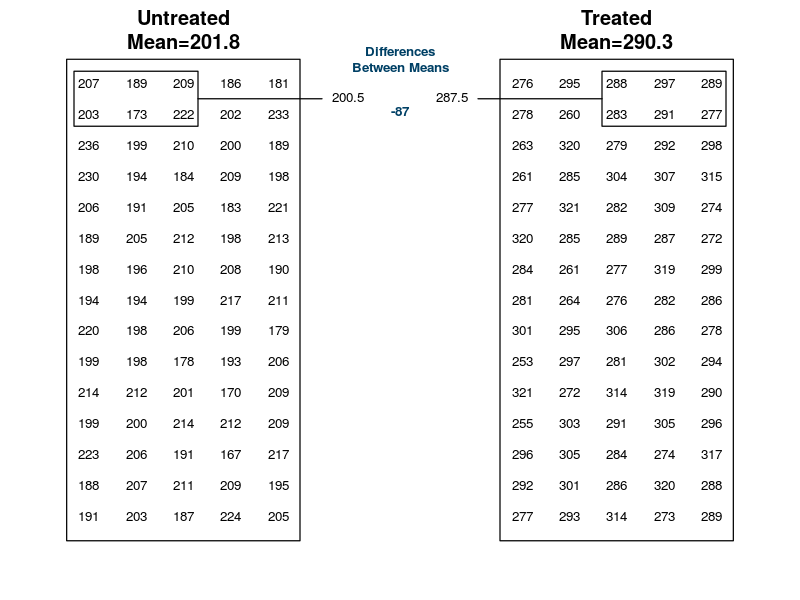 Untreated
Mean=201.8
Treated
Mean=290.3
Differences
Between Means
200.5 287.5
-87
207 189 209 186 181
203 173 222 202 233
236 199 210 200 189
230 194 184 209 198
206 191 205 183 221
189 205 212 198 213
198 196 210 208 190
194 194 199 217 211
220 198 206 199 179
199 198 178 193 206
214 212 201 170 209
199 200 214 212 209
223 206 191 167 217
188 207 211 209 195
191 203 187 224 205
276 295 288 297 289
278 260 283 291 277
263 320 279 292 298
261 285 304 307 315
277 321 282 309 274
320 285 289 287 272
284 261 277 319 299
281 264 276 282 286
301 295 306 286 278
253 297 281 302 294
321 272 314 319 290
255 303 291 305 296
296 305 284 274 317
292 301 286 320 288
277 293 314 273 289